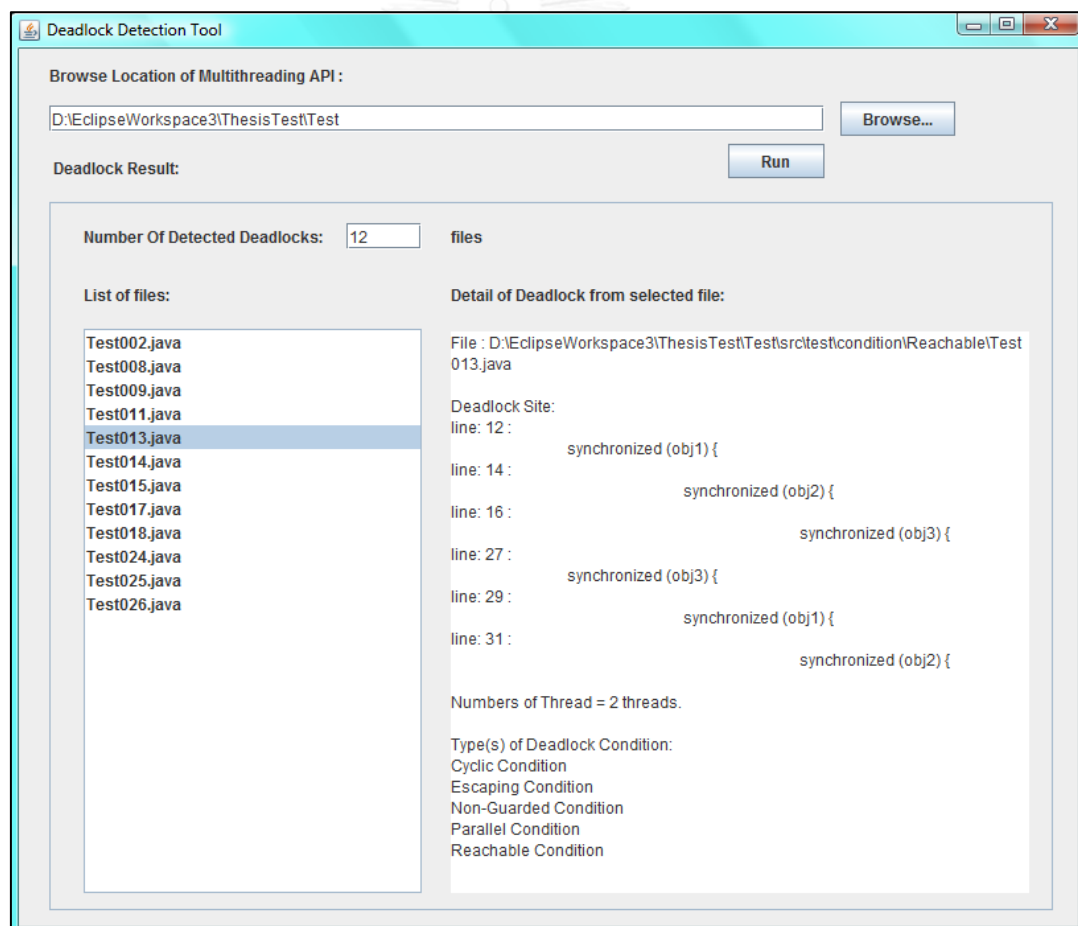 Deadlock Detection Tool
Browse Location of Multithreading API :
D:\EclipseWorkspace3\ThesisTest\Test
Browse...
Run
Deadlock Result:
Number Of Detected Deadlocks: 12 files
List of files:
Test002.java
Test008.java
Test009.java
Test011.java
Test013.java
Test014.java
Test015.java
Test017.java
Test018.java
Test024.java
Test025.java
Test026.java
Detail of Deadlock from selected file:
File : D:\EclipseWorkspace3\ThesisTest\Test\src\test\condition\Reachable\Test
013.java
Deadlock Site:
line: 12 :
synchronized (obj1) {
line: 14 :
synchronized (obj2) {
line: 16 :
synchronized (obj3) {
line: 27 :
synchronized (obj3) {
line: 29 :
synchronized (obj1) {
line: 31 :
synchronized (obj2) {
Numbers of Thread = 2 threads.
Type(s) of Deadlock Condition:
Cyclic Condition
Escaping Condition
Non-Guarded Condition
Parallel Condition
Reachable Condition